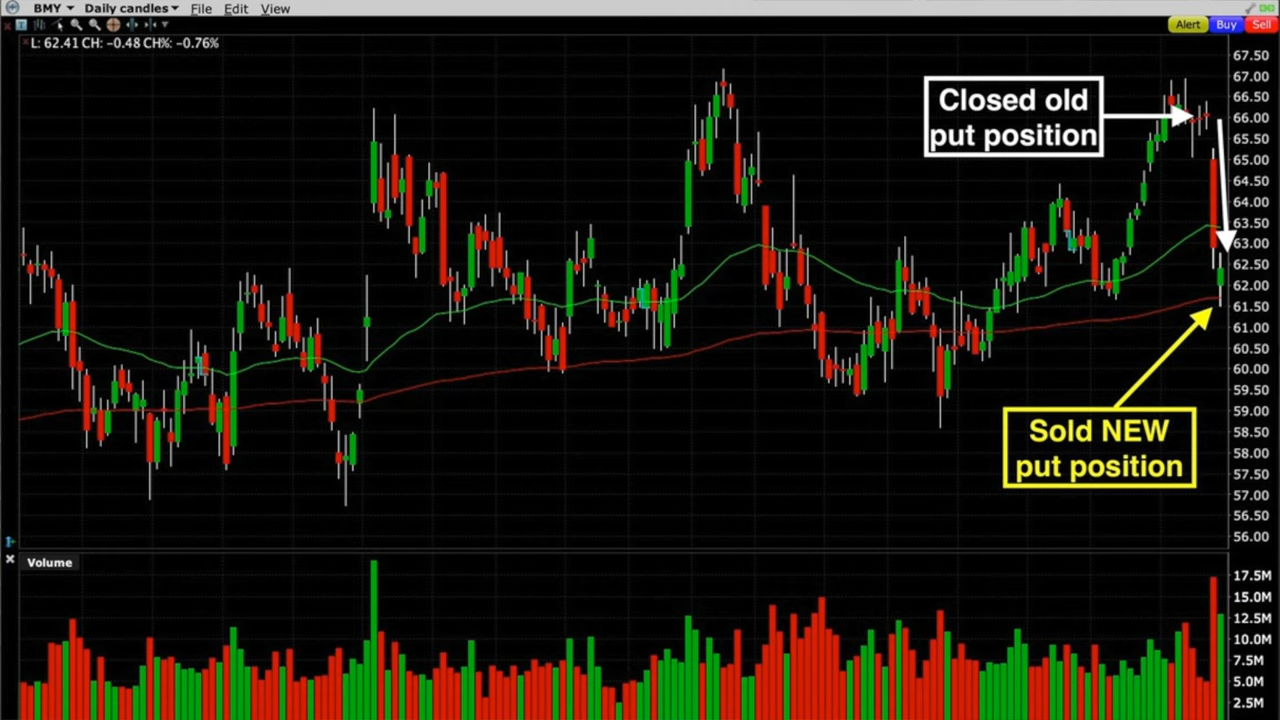 BMY Daily candles File Edit View
Alert Buy Sell
L: 62.41 CH: -0.48 CH%: -0.76%
67.50
67.00
66.50
66.00
65.50
65.00
64.50
64.00
63.50
63.00
62.50
62.00
61.50
61.00
60.50
60.00
59.50
59.00
58.50
58.00
57.50
57.00
56.50
56.00
Closed old
put position
Sold NEW
put position
Volume
17.5M
15.0M
12.5M
10.0M
7.5M
5.0M
2.5M